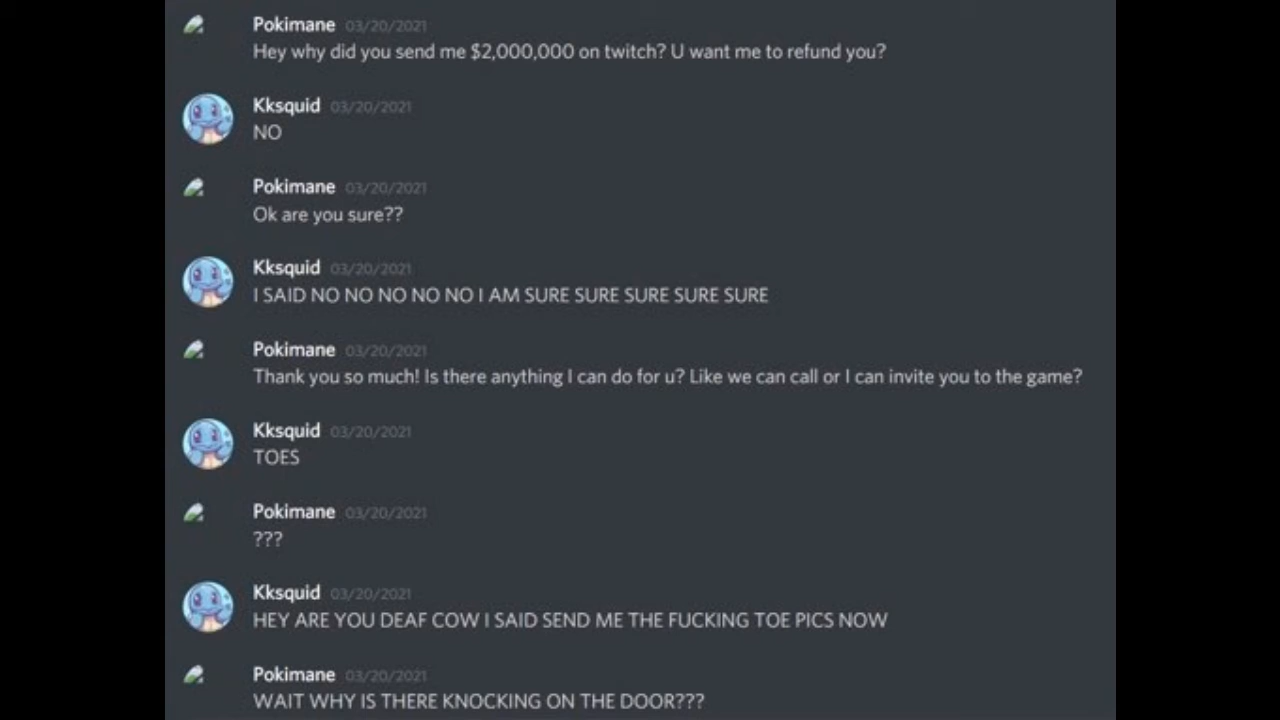 Pokimane 03/20/2021
Hey why did you send me $2,000,000 on twitch? U want me to refund you?
Kksquid 03/20/2021
NO
Pokimane 03/20/2021
Ok are you sure??
Kksquid 03/20/2021
I SAID NO NO NO NO NO I AM SURE SURE SURE SURE SURE
Pokimane 03/20/2021
Thank you so much! Is there anything I can do for u? Like we can call or I can invite you to the game?
Kksquid 03/20/2021
TOES
Pokimane 03/20/2021
???
Kksquid 03/20/2021
HEY ARE YOU DEAF COW I SAID SEND ME THE FUCKING TOE PICS NOW
Pokimane 03/20/2021
WAIT WHY IS THERE KNOCKING ON THE DOOR???